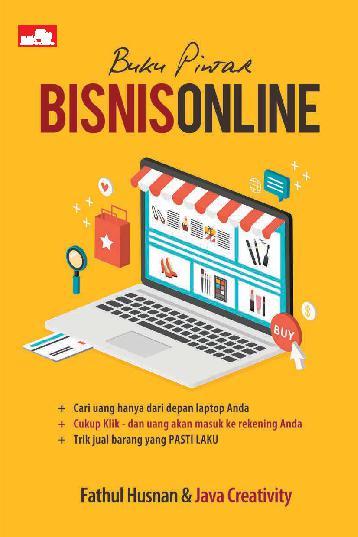 Buku Pintar
BISNISONLINE
BUY
+ Cari uang hanya dari depan laptop Anda
+ Cukup Klik - dan uang akan masuk ke rekening Anda
+ Trik jual barang yang PASTI LAKU
Fathul Husnan & Java Creativity